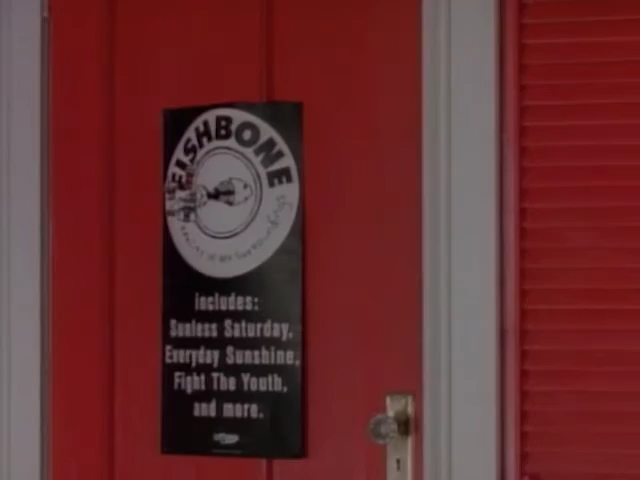 FISHBONE
includes:
Sunless Saturday,
Everyday Sunshine,
Fight The Youth,
and more.